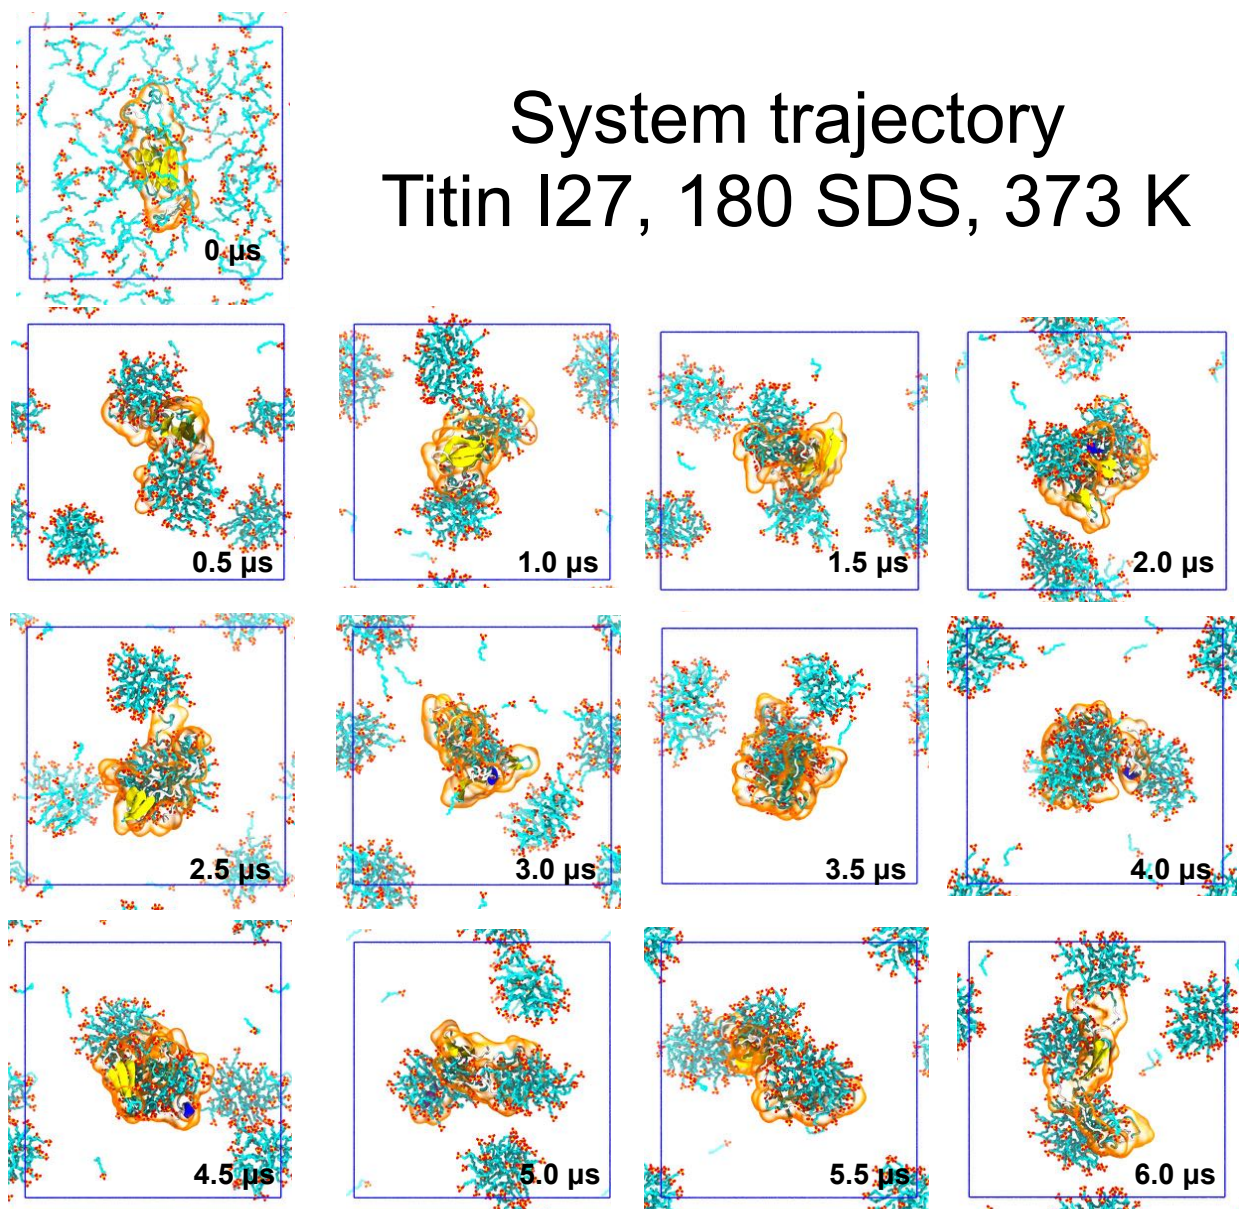 System trajectory
Titin I27, 180 SDS, 373 K
0 µs
0.5 µs
1.0 µs
1.5 µs
2.0 µs
2.5 µs
3.0 µs
3.5 µs
4.0 µs
4.5 µs
5.0 µs
5.5 µs
6.0 µs